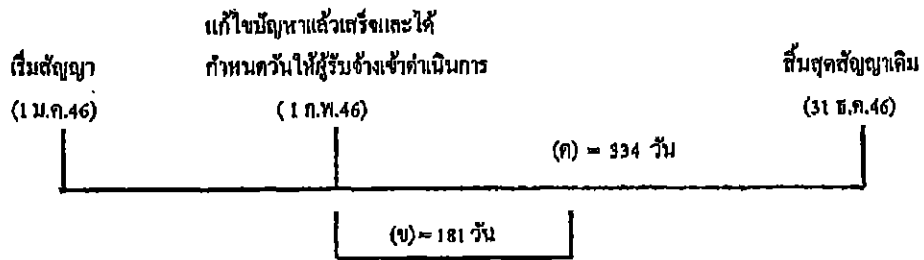 แก้ไขปัญหาแล้วเสร็จและได้
เริ่มสัญญา กำหนดวันให้ผู้รับจ้างเข้าดำเนินการ สิ้นสุดสัญญาเดิม
(1 ม.ค.46) (1 ก.พ.46) (31 ธ.ค.46)
(ค) = 334 วัน
(ข) = 181 วัน